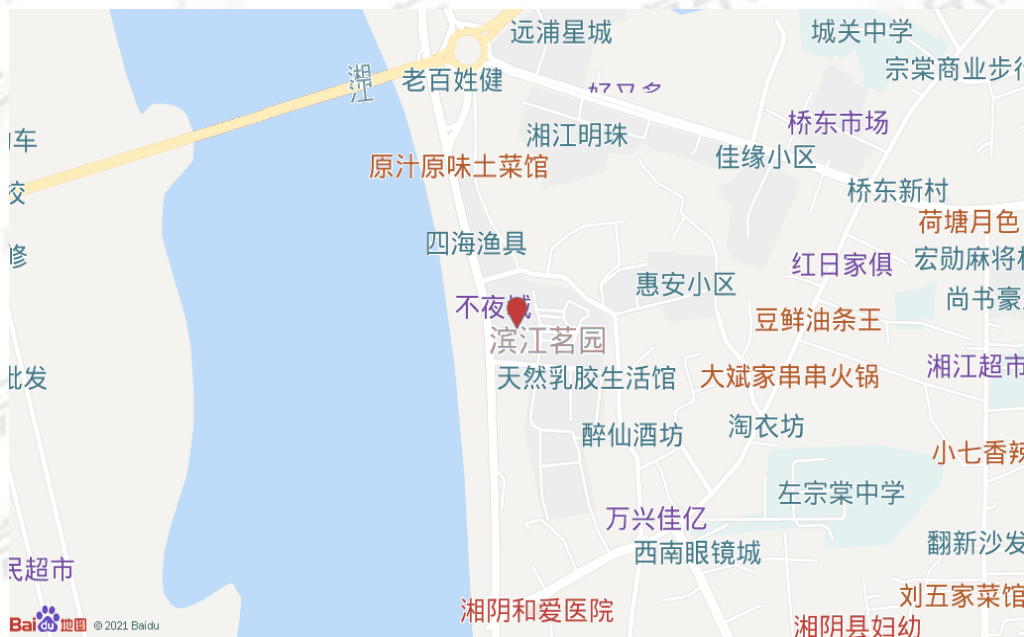 远浦星城
城关中学
湘江
老百姓健
宗棠商业步行
好又多
桥东市场
湘江明珠
佳缘小区
车
原汁原味土菜馆
桥东新村
校
荷塘月色
四海渔具
修
红日家俱
宏勋麻将机
惠安小区
尚书豪
不夜城
豆鲜油条王
滨江茗园
湘江超市
天然乳胶生活馆
大斌家串串火锅
批发
淘衣坊
醉仙酒坊
小七香辣
左宗棠中学
万兴佳亿
西南眼镜城
翻新沙发
民超市
刘五家菜馆
湘阴和爱医院
湘阴县妇幼
Bai du 地图 © 2021 Baidu